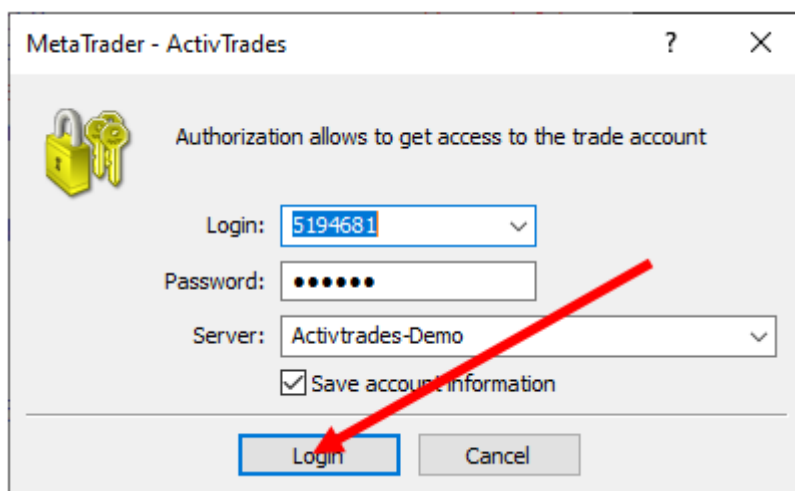 MetaTrader - ActivTrades ?
Authorization allows to get access to the trade account
Login: 5194681
Password: ••••••
Server: Activtrades-Demo
Save account information
Login Cancel